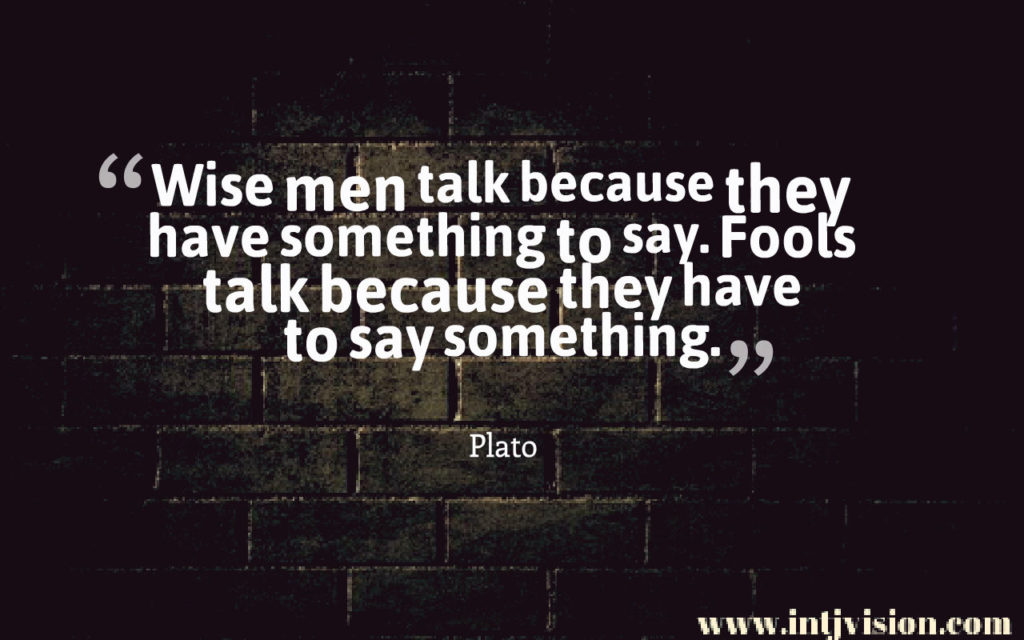 “Wise men talk because they
have something to say. Fools
talk because they have
to say something.”
Plato
www.intjvision.com